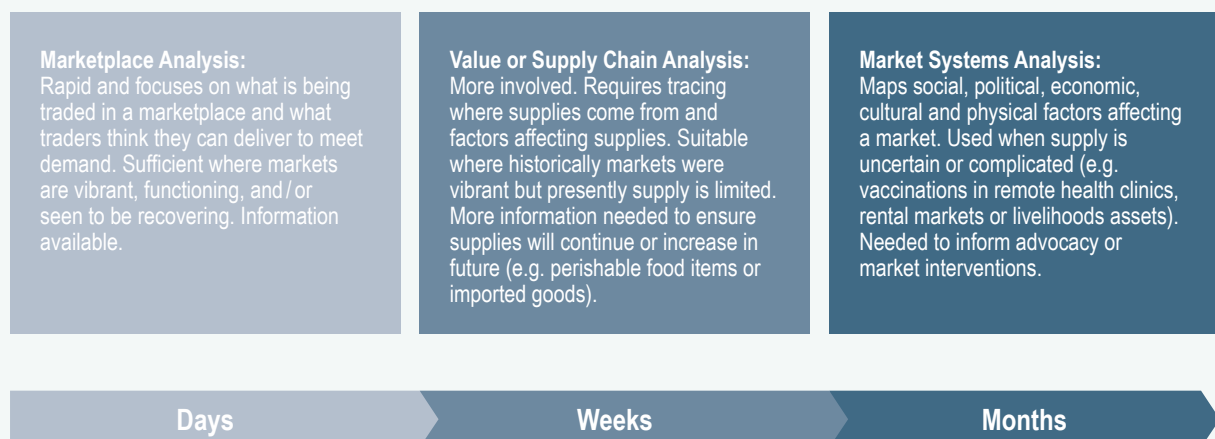 Marketplace Analysis:
Rapid and focuses on what is being
traded in a marketplace and what
traders think they can deliver to meet
demand. Sufficient where markets
are vibrant, functioning, and / or
seen to be recovering. Information
available.
Value or Supply Chain Analysis:
More involved. Requires tracing
where supplies come from and
factors affecting supplies. Suitable
where historically markets were
vibrant but presently supply is limited.
More information needed to ensure
supplies will continue or increase in
future (e.g. perishable food items or
imported goods).
Market Systems Analysis:
Maps social, political, economic,
cultural and physical factors affecting
a market. Used when supply is
uncertain or complicated (e.g.
vaccinations in remote health clinics,
rental markets or livelihoods assets).
Needed to inform advocacy or
market interventions.
Days
Weeks
Months